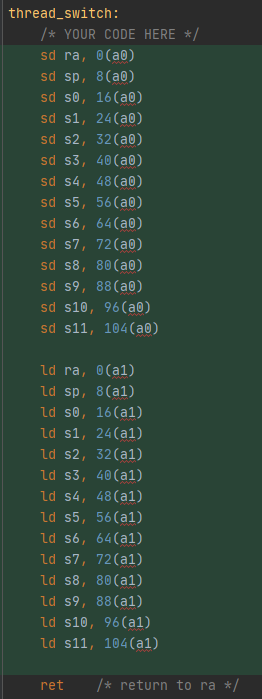 thread_switch:
/* YOUR CODE HERE */
sd ra, 0(a0)
sd sp, 8(a0)
sd s0, 16(a0)
sd s1, 24(a0)
sd s2, 32(a0)
sd s3, 40(a0)
sd s4, 48(a0)
sd s5, 56(a0)
sd s6, 64(a0)
sd s7, 72(a0)
sd s8, 80(a0)
sd s9, 88(a0)
sd s10, 96(a0)
sd s11, 104(a0)
ld ra, 0(a1)
ld sp, 8(a1)
ld s0, 16(a1)
ld s1, 24(a1)
ld s2, 32(a1)
ld s3, 40(a1)
ld s4, 48(a1)
ld s5, 56(a1)
ld s6, 64(a1)
ld s7, 72(a1)
ld s8, 80(a1)
ld s9, 88(a1)
ld s10, 96(a1)
ld s11, 104(a1)
ret /* return to ra */